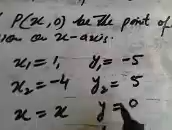 P(x, 0) be the point of
on x-axis.
x₁ = 1, y₁ = -5
x₂ = -4 y₂ = 5
x = x y = 0